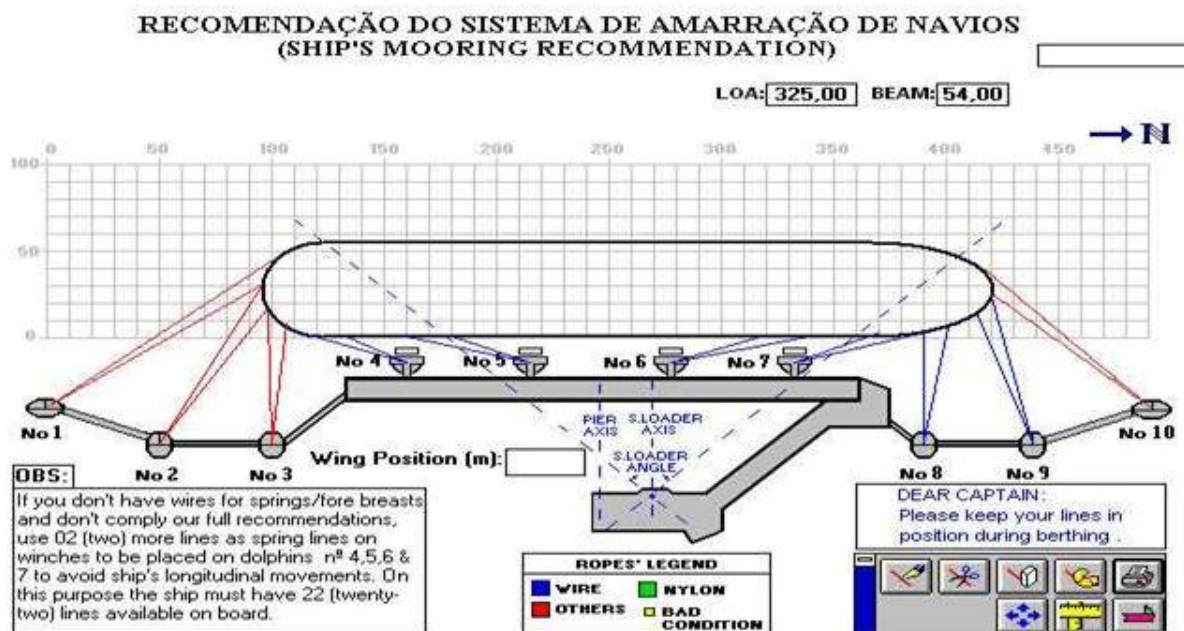 RECOMENDAÇÃO DO SISTEMA DE AMARRAÇÃO DE NAVIOS
(SHIP'S MOORING RECOMMENDATION)
LOA: 325,00 BEAM: 54,00
N
0 50 100 150 200 250 300 350 400 450
100
50
0
No 4 No 5 No 6 No 7
No 1 No 2 No 3 No 8 No 9 No 10
PIER AXIS
S.LOADER AXIS
S.LOADER ANGLE
Wing Position (m):
OBS:
If you don't have wires for springs/fore breasts
and don't comply our full recommendations,
use 02 (two) more lines as spring lines on
winches to be placed on dolphins nº 4,5,6 &
7 to avoid ship's longitudinal movements. On
this purpose the ship must have 22 (twenty-
two) lines available on board.
ROPES' LEGEND
WIRE NYLON
OTHERS BAD CONDITION
DEAR CAPTAIN:
Please keep your lines in
position during berthing .